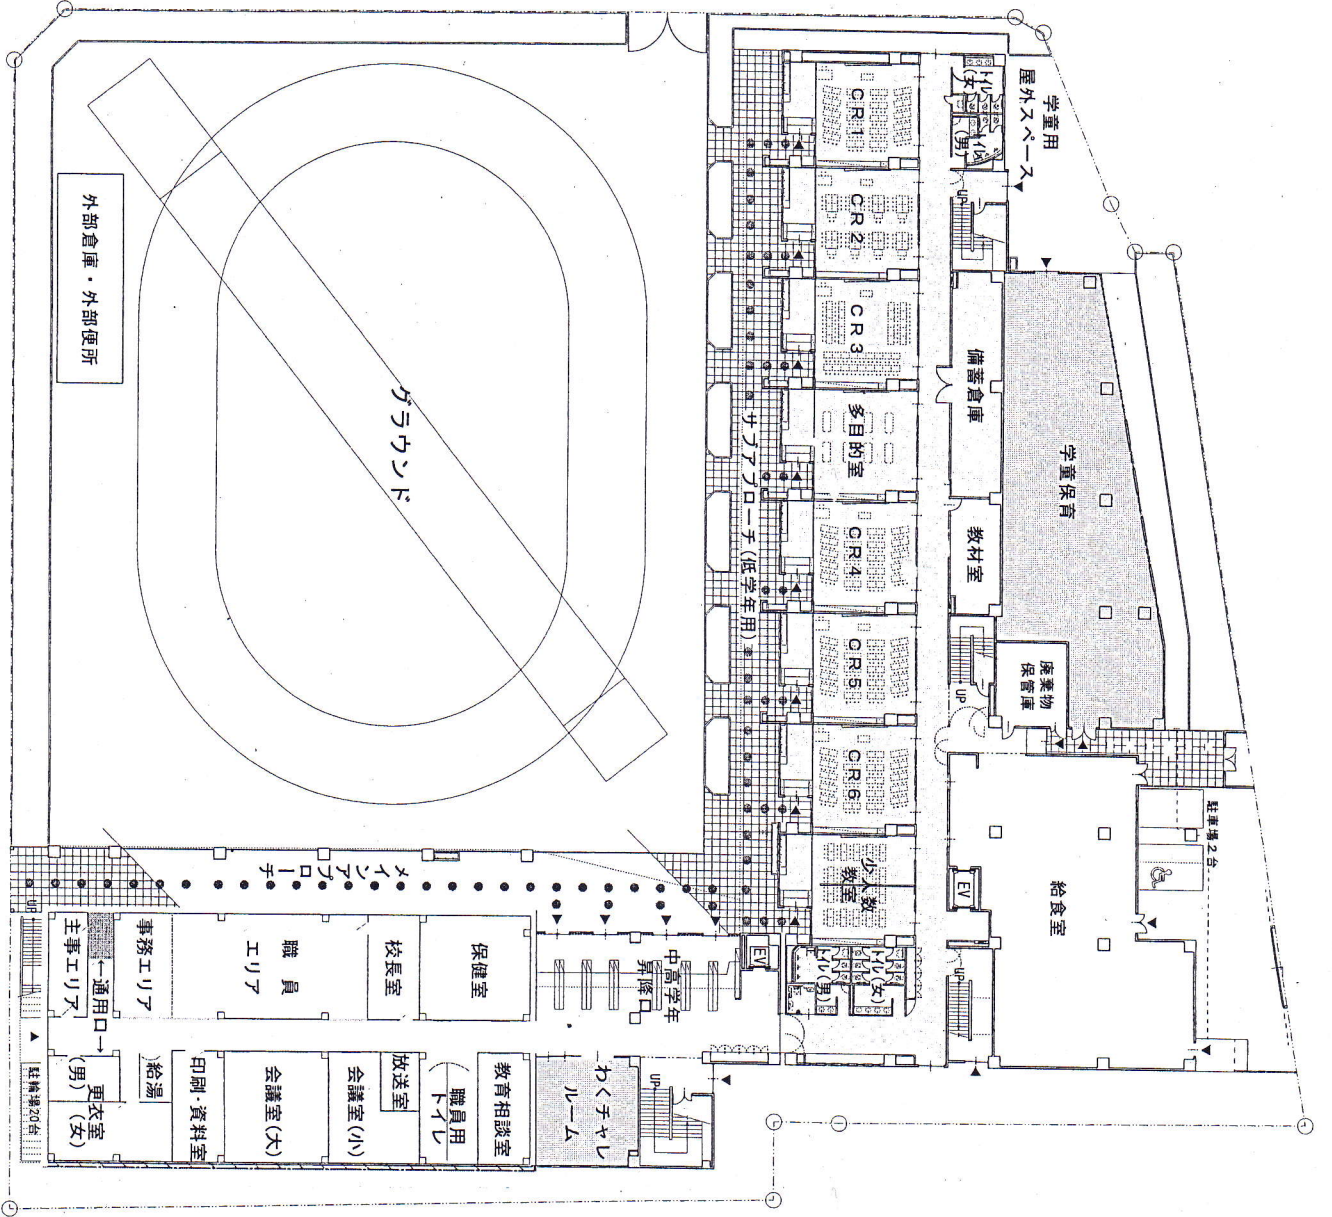 学童用
屋外スペース
トイレ
(女)
トイレ
(男)
UP
CR1
CR2
CR3
多目的室
CR4
CR5
CR6
少人数
教室
備蓄倉庫
教材室
学童保育
廃棄物
保管庫
UP
駐車場2台
給食室
EV
UP
サブアプローチ(低学年用)
グラウンド
外部倉庫・外部便所
メインアプローチ
トイレ(男)
トイレ(女)
EV
中高学年
昇降口
保健室
校長室
職員
エリア
事務エリア
←通用口→
主事エリア
UP
駐輪場20台
更衣室
(男)
(女)
給湯
印刷・資料室
会議室(大)
会議室(小)
放送室
職員用
トイレ
教育相談室
わくチャレ
ルーム
UP